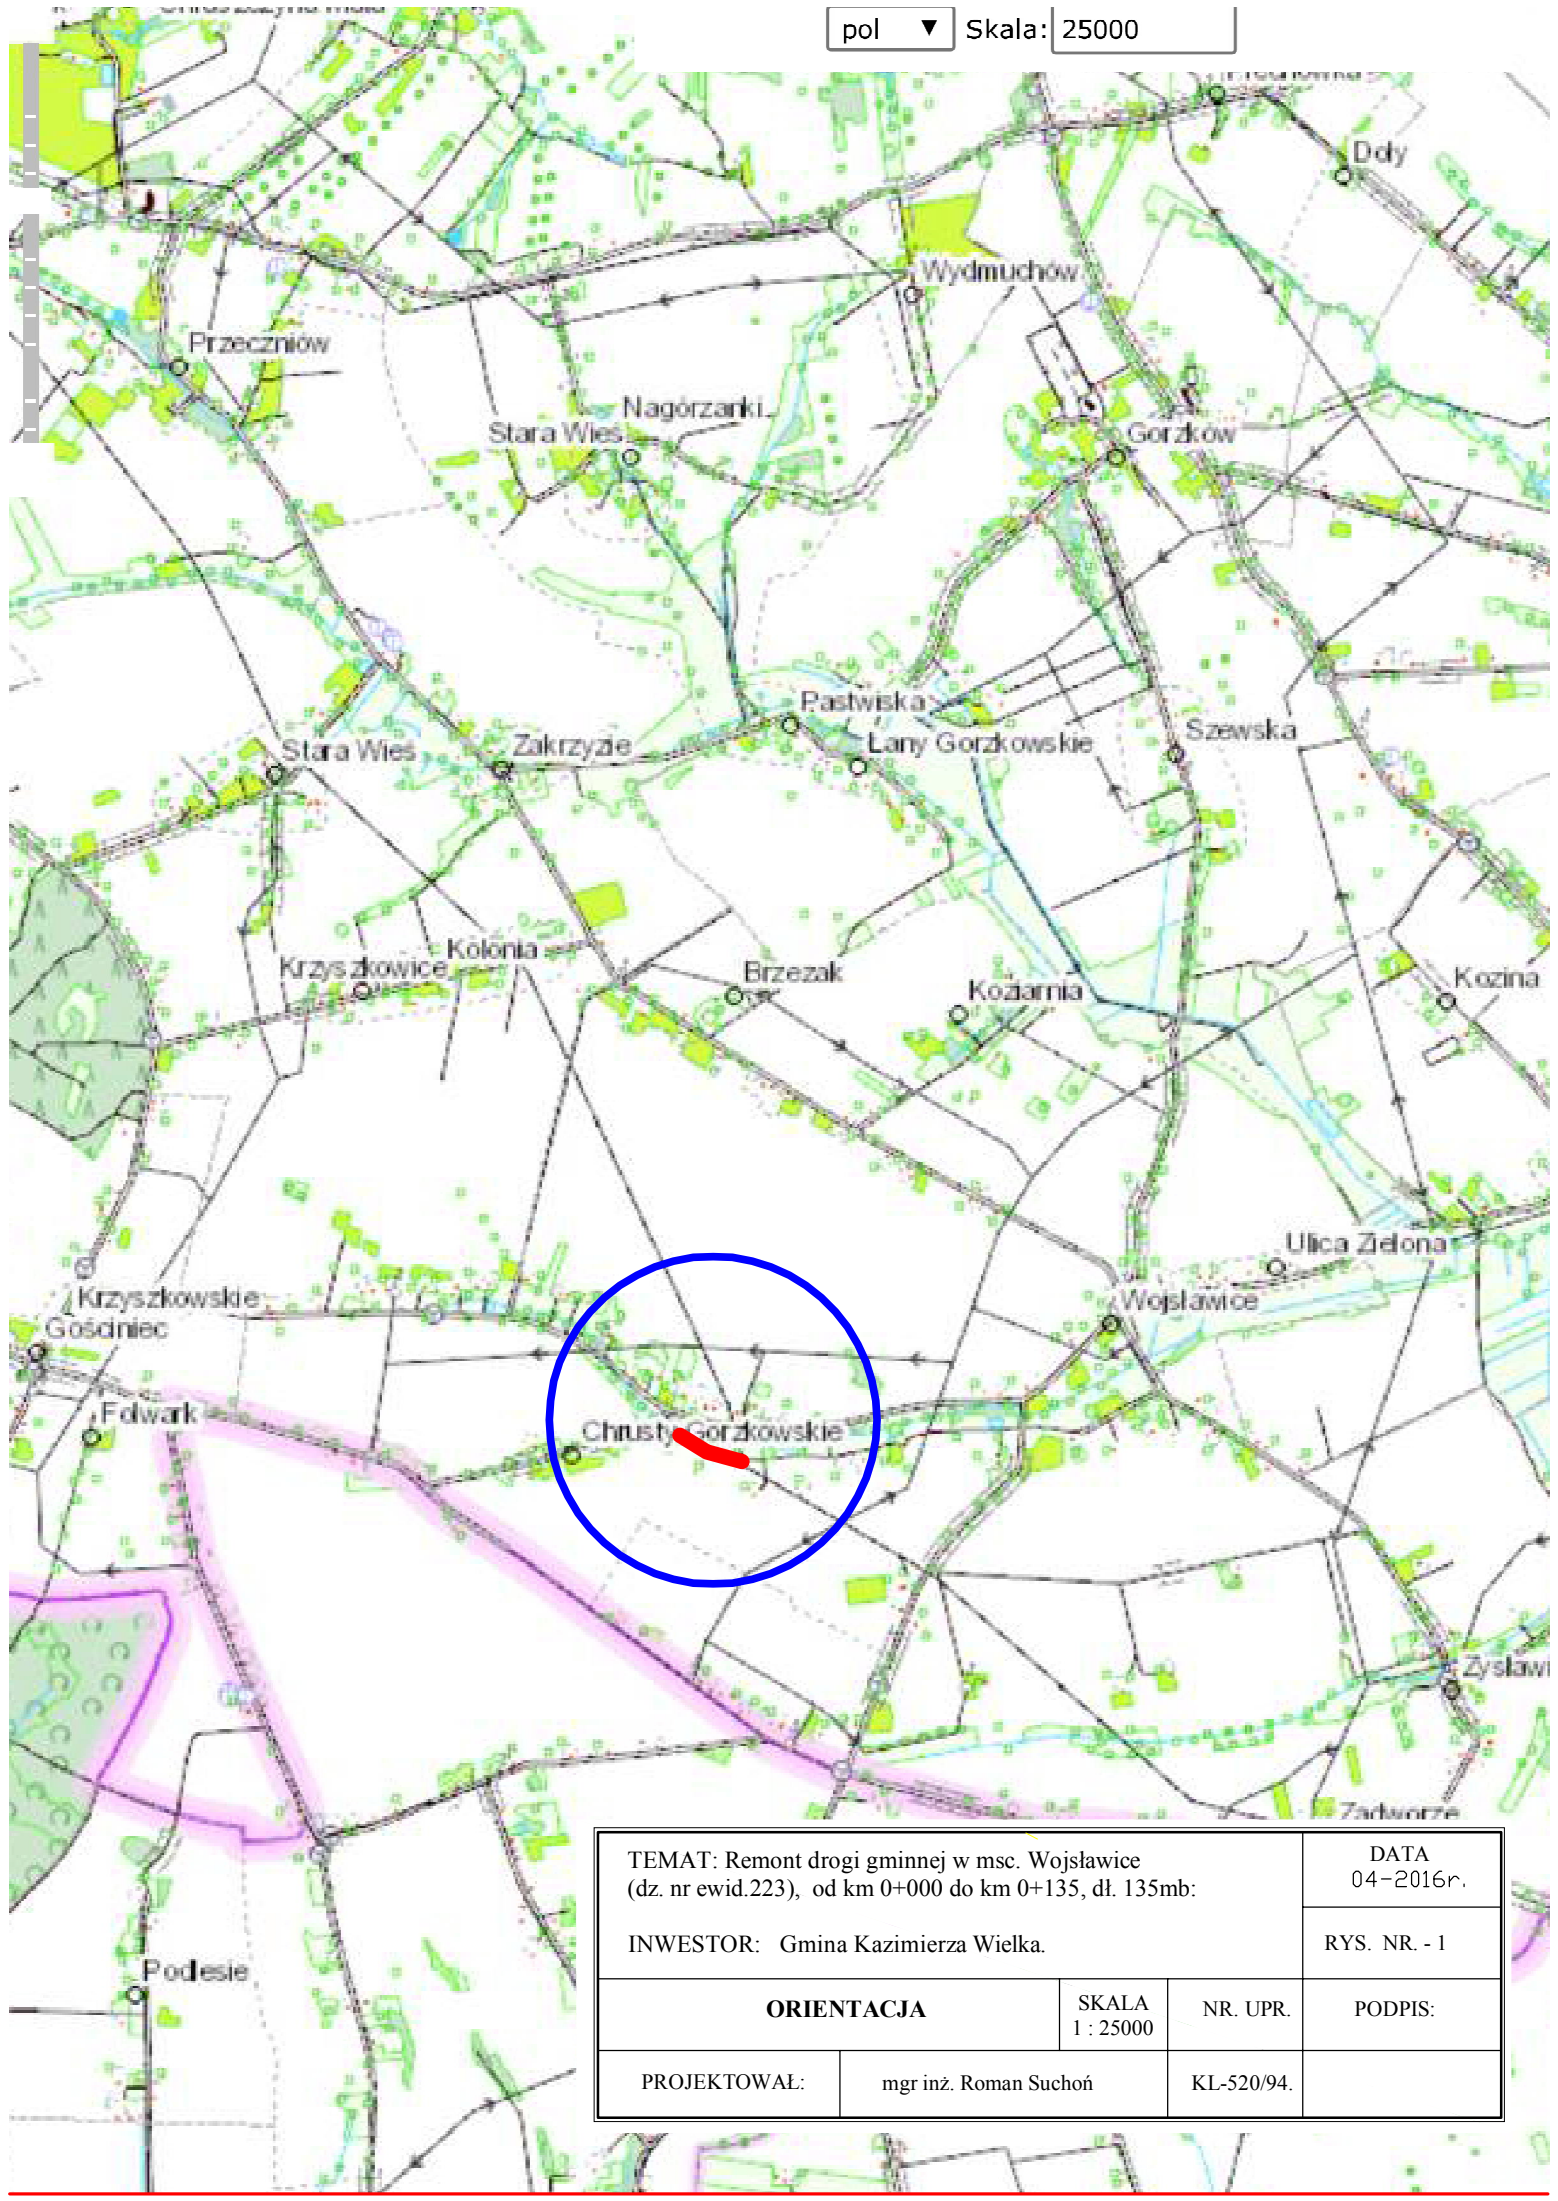 pol ▼ Skala: 25000
Doły
Wydmuchów
Przeczniów
Nagórzanki
Stara Wieś
Gorzków
Pastwiska
Szewska
Łany Gorzkowskie
Zakrzyzie
Stara Wieś
Kolonia
Krzyszkowice
Brzezak
Koźiarnia
Kozina
Ulica Zielona
Krzyszkowskie
Gościniec
Wojsławice
Folwark
Chrusty Gorzkowskie
Zysławi
Zadworze
Podlesie
TEMAT: Remont drogi gminnej w msc. Wojsławice
(dz. nr ewid.223), od km 0+000 do km 0+135, dł. 135mb:
DATA
04-2016r.
INWESTOR: Gmina Kazimierza Wielka.
RYS. NR. - 1
ORIENTACJA
SKALA
1 : 25000
NR. UPR.
PODPIS:
PROJEKTOWAŁ:
mgr inż. Roman Suchoń
KL-520/94.